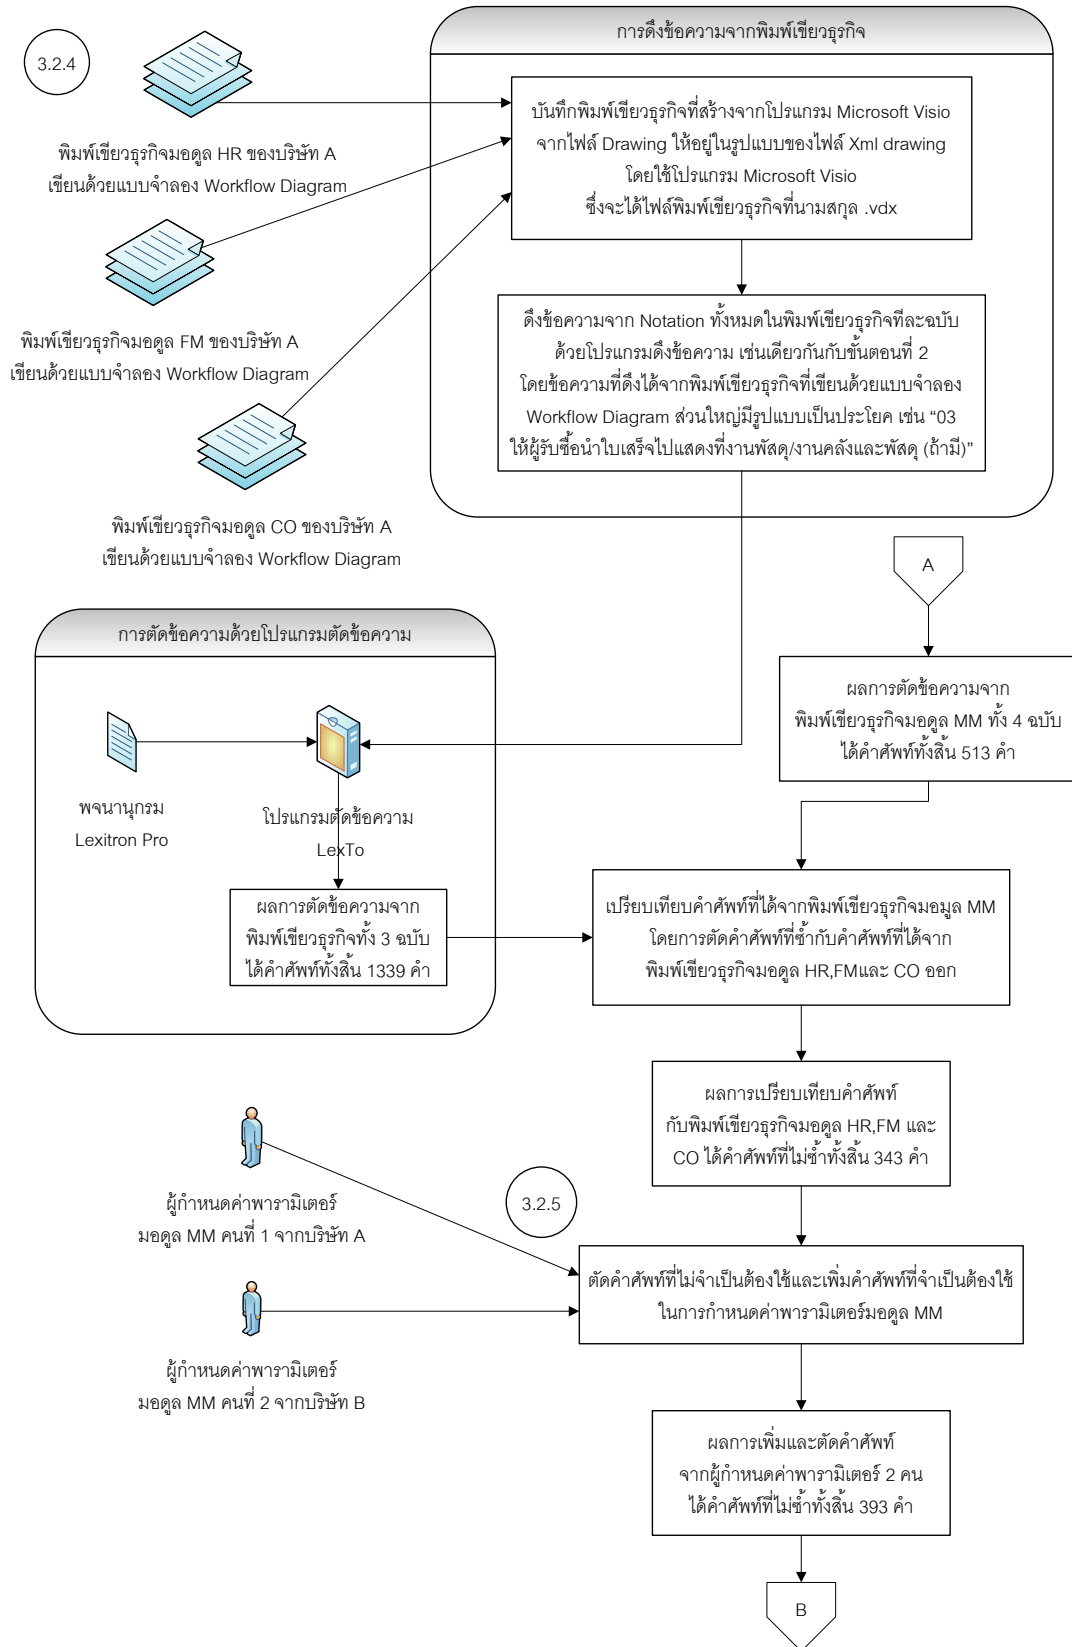 3.2.4
พิมพ์เขียวธุรกิจมอดูล HR ของบริษัท A
เขียนด้วยแบบจำลอง Workflow Diagram
พิมพ์เขียวธุรกิจมอดูล FM ของบริษัท A
เขียนด้วยแบบจำลอง Workflow Diagram
พิมพ์เขียวธุรกิจมอดูล CO ของบริษัท A
เขียนด้วยแบบจำลอง Workflow Diagram
การดึงข้อความจากพิมพ์เขียวธุรกิจ
บันทึกพิมพ์เขียวธุรกิจที่สร้างจากโปรแกรม Microsoft Visio
จากไฟล์ Drawing ให้อยู่ในรูปแบบของไฟล์ Xml drawing
โดยใช้โปรแกรม Microsoft Visio
ซึ่งจะได้ไฟล์พิมพ์เขียวธุรกิจที่นามสกุล .vdx
ดึงข้อความจาก Notation ทั้งหมดในพิมพ์เขียวธุรกิจทีละฉบับ
ด้วยโปรแกรมดึงข้อความ เช่นเดียวกันกับขั้นตอนที่ 2
โดยข้อความที่ดึงได้จากพิมพ์เขียวธุรกิจที่เขียนด้วยแบบจำลอง
Workflow Diagram ส่วนใหญ่มีรูปแบบเป็นประโยค เช่น “03
ให้ผู้รับซื้อนำใบเสร็จไปแสดงที่งานพัสดุ/งานคลังและพัสดุ (ถ้ามี)”
A
การตัดข้อความด้วยโปรแกรมตัดข้อความ
พจนานุกรม
Lexitron Pro
โปรแกรมตัดข้อความ
LexTo
ผลการตัดข้อความจาก
พิมพ์เขียวธุรกิจทั้ง 3 ฉบับ
ได้คำศัพท์ทั้งสิ้น 1339 คำ
ผลการตัดข้อความจาก
พิมพ์เขียวธุรกิจมอดูล MM ทั้ง 4 ฉบับ
ได้คำศัพท์ทั้งสิ้น 513 คำ
เปรียบเทียบคำศัพท์ที่ได้จากพิมพ์เขียวธุรกิจมอมูล MM
โดยการตัดคำศัพท์ที่ซ้ำกับคำศัพท์ที่ได้จาก
พิมพ์เขียวธุรกิจมอดูล HR,FMและ CO ออก
ผลการเปรียบเทียบคำศัพท์
กับพิมพ์เขียวธุรกิจมอดูล HR,FM และ
CO ได้คำศัพท์ที่ไม่ซ้ำทั้งสิ้น 343 คำ
ผู้กำหนดค่าพารามิเตอร์
มอดูล MM คนที่ 1 จากบริษัท A
3.2.5
ตัดคำศัพท์ที่ไม่จำเป็นต้องใช้และเพิ่มคำศัพท์ที่จำเป็นต้องใช้
ในการกำหนดค่าพารามิเตอร์มอดูล MM
ผู้กำหนดค่าพารามิเตอร์
มอดูล MM คนที่ 2 จากบริษัท B
ผลการเพิ่มและตัดคำศัพท์
จากผู้กำหนดค่าพารามิเตอร์ 2 คน
ได้คำศัพท์ที่ไม่ซ้ำทั้งสิ้น 393 คำ
B